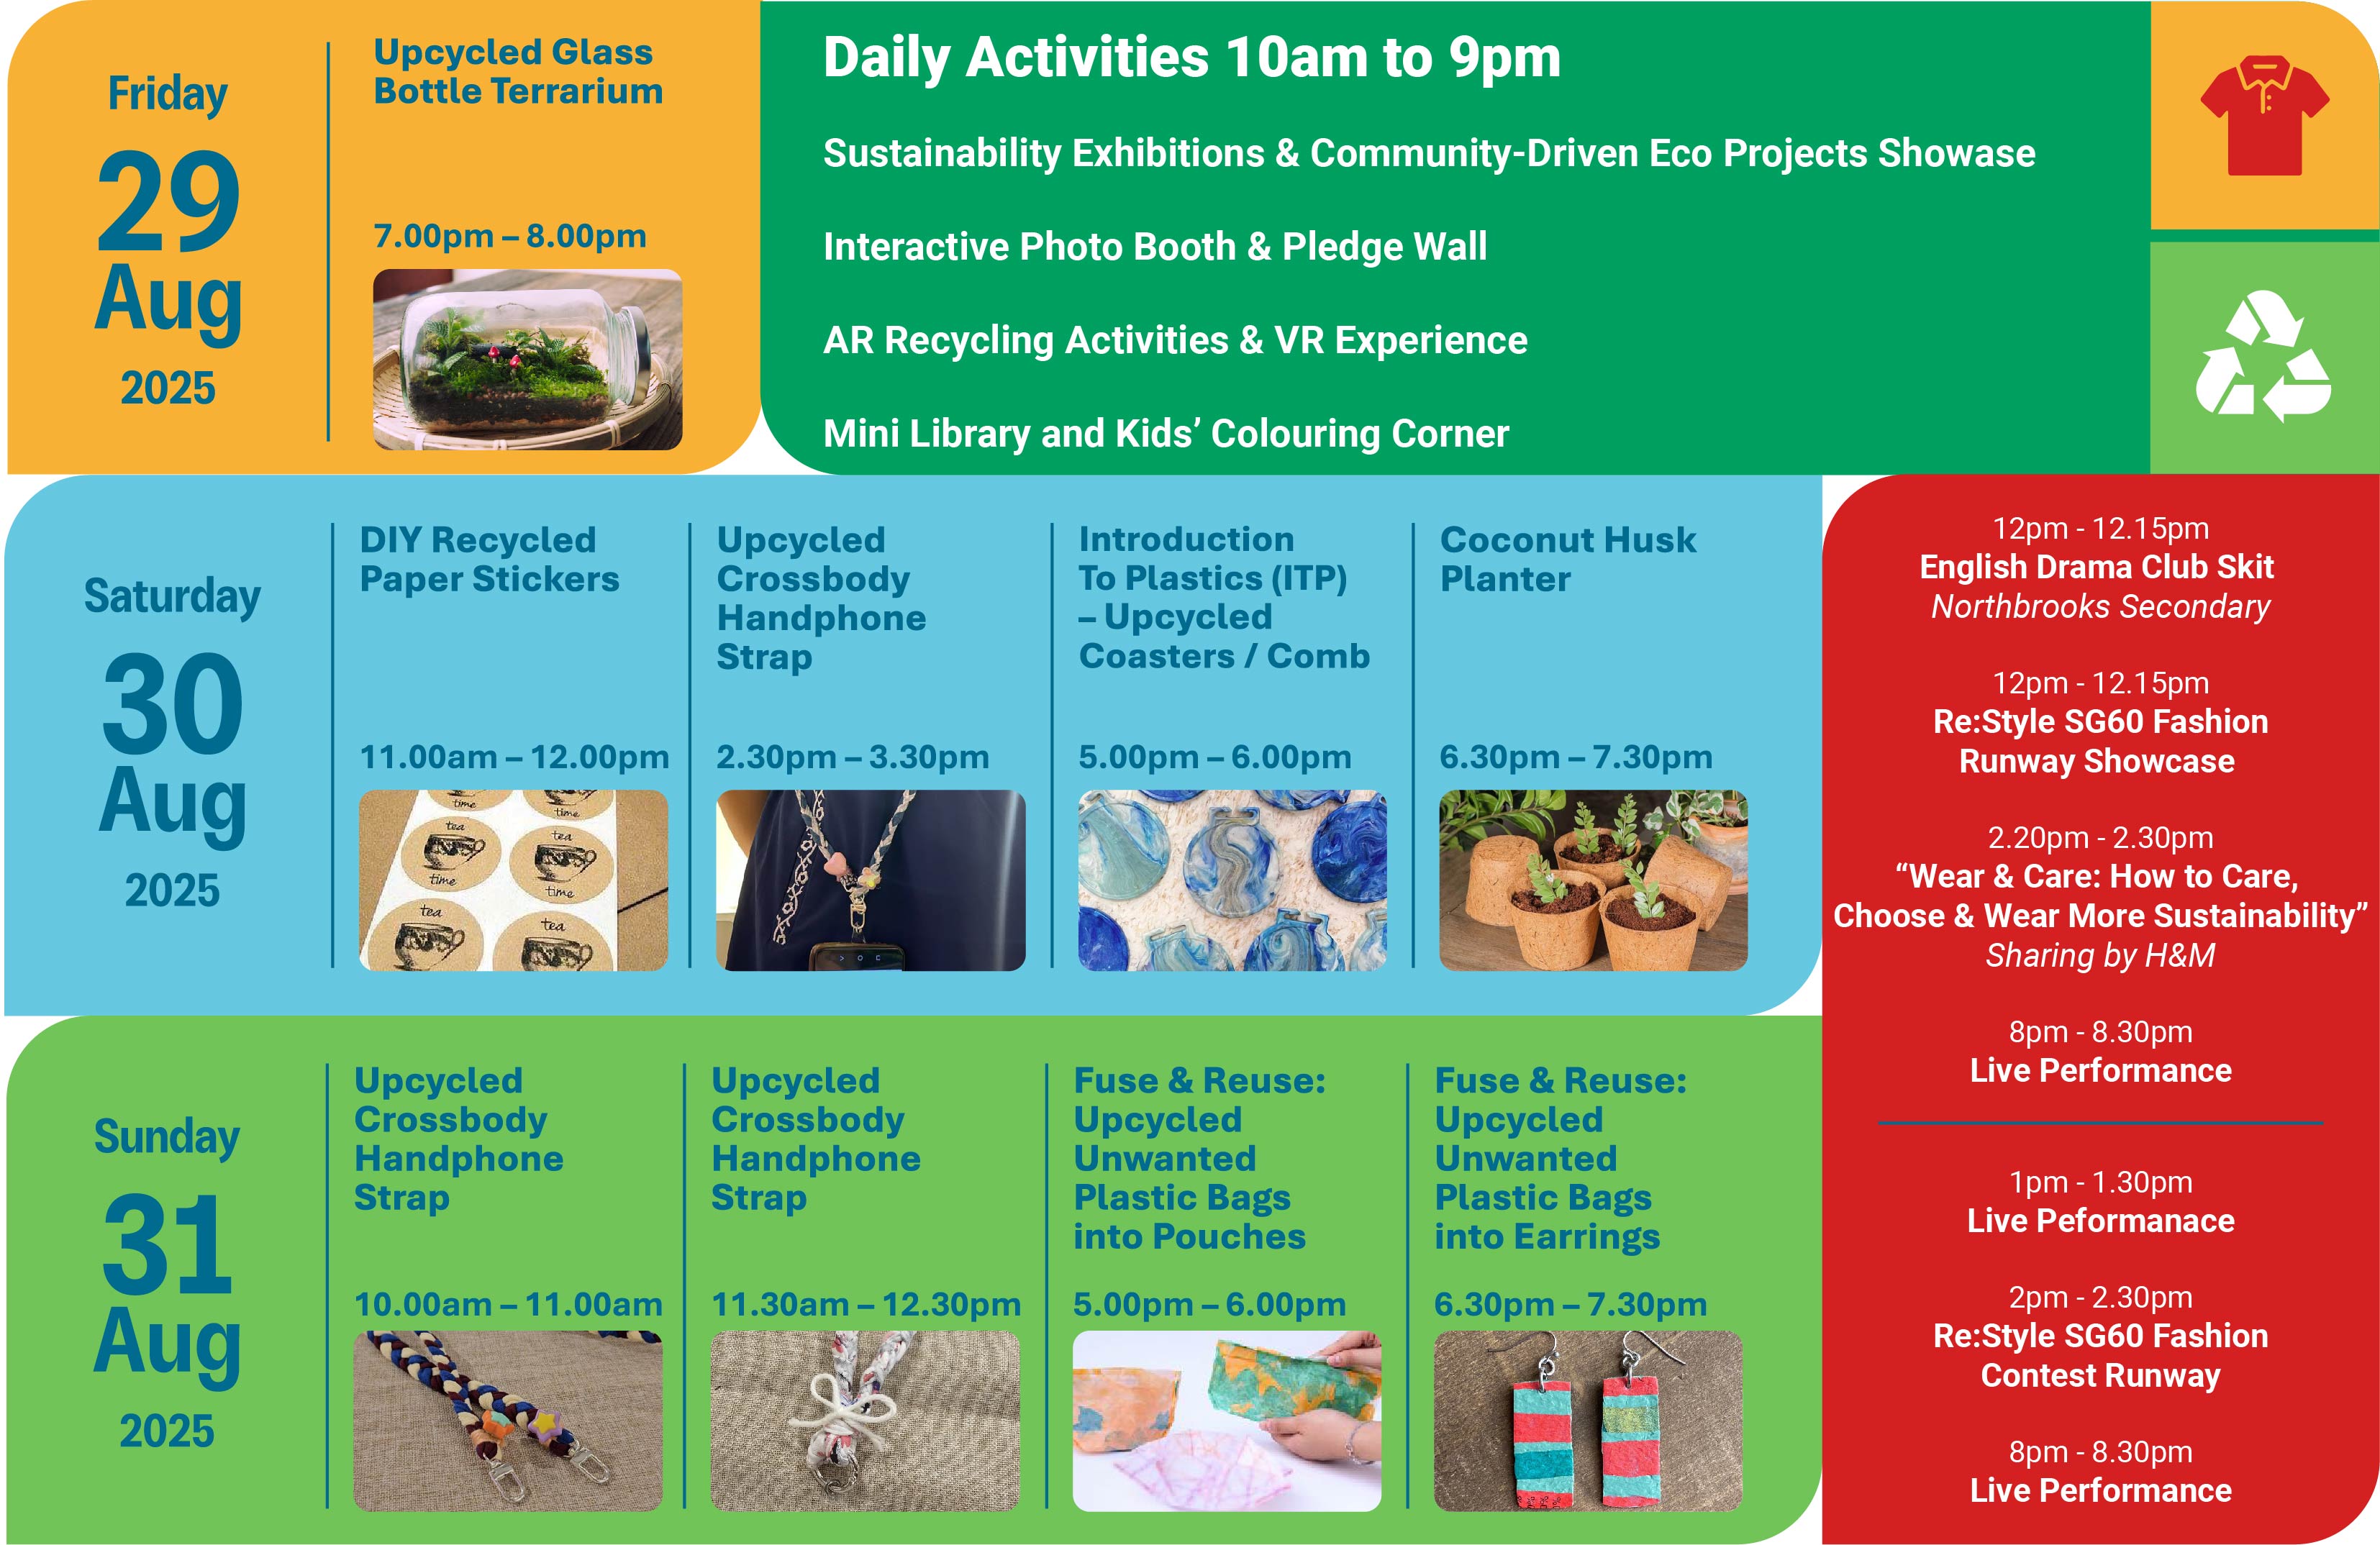 Friday
29
Aug
2025
Upcycled Glass
Bottle Terrarium
7.00pm – 8.00pm
Daily Activities 10am to 9pm
Sustainability Exhibitions & Community-Driven Eco Projects Showase
Interactive Photo Booth & Pledge Wall
AR Recycling Activities & VR Experience
Mini Library and Kids’ Colouring Corner
Saturday
30
Aug
2025
DIY Recycled
Paper Stickers
11.00am – 12.00pm
time
time
tea
time
tea
time
tea
tea
Upcycled
Crossbody
Handphone
Strap
2.30pm – 3.30pm
Introduction
To Plastics (ITP)
– Upcycled
Coasters / Comb
5.00pm – 6.00pm
Coconut Husk
Planter
6.30pm – 7.30pm
Sunday
31
Aug
2025
Upcycled
Crossbody
Handphone
Strap
10.00am – 11.00am
Upcycled
Crossbody
Handphone
Strap
11.30am – 12.30pm
Fuse & Reuse:
Upcycled
Unwanted
Plastic Bags
into Pouches
5.00pm – 6.00pm
Fuse & Reuse:
Upcycled
Unwanted
Plastic Bags
into Earrings
6.30pm – 7.30pm
12pm - 12.15pm
English Drama Club Skit
Northbrooks Secondary
12pm - 12.15pm
Re:Style SG60 Fashion
Runway Showcase
2.20pm - 2.30pm
“Wear & Care: How to Care,
Choose & Wear More Sustainability”
Sharing by H&M
8pm - 8.30pm
Live Performance
1pm - 1.30pm
Live Peformanace
2pm - 2.30pm
Re:Style SG60 Fashion
Contest Runway
8pm - 8.30pm
Live Performance